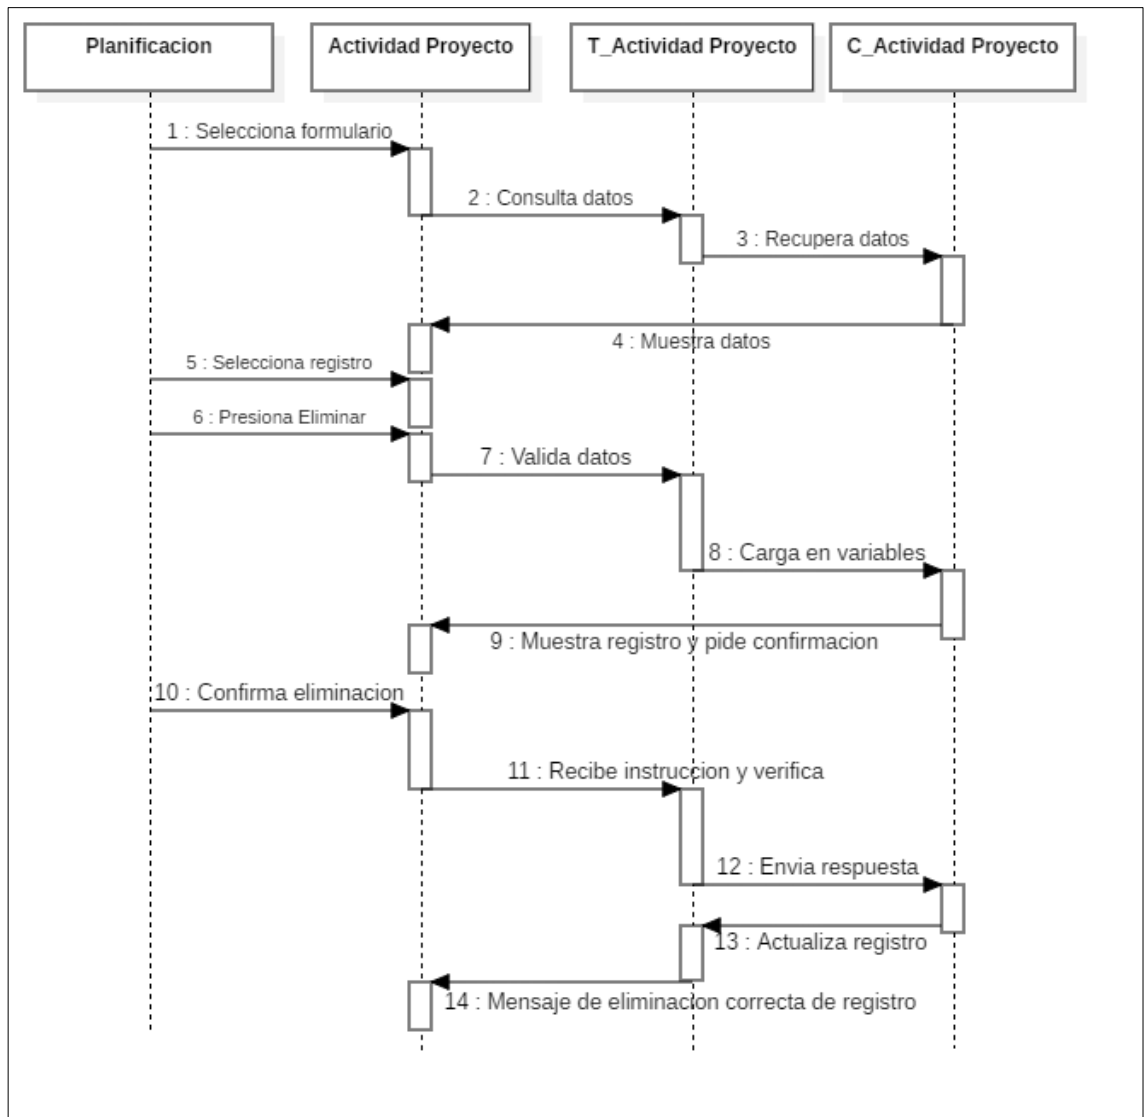 Planificacion
Actividad Proyecto
T_Actividad Proyecto
C_Actividad Proyecto
1 : Selecciona formulario
2 : Consulta datos
3 : Recupera datos
4 : Muestra datos
5 : Selecciona registro
6 : Presiona Eliminar
7 : Valida datos
8 : Carga en variables
9 : Muestra registro y pide confirmacion
10 : Confirma eliminacion
11 : Recibe instruccion y verifica
12 : Envia respuesta
13 : Actualiza registro
14 : Mensaje de eliminacion correcta de registro